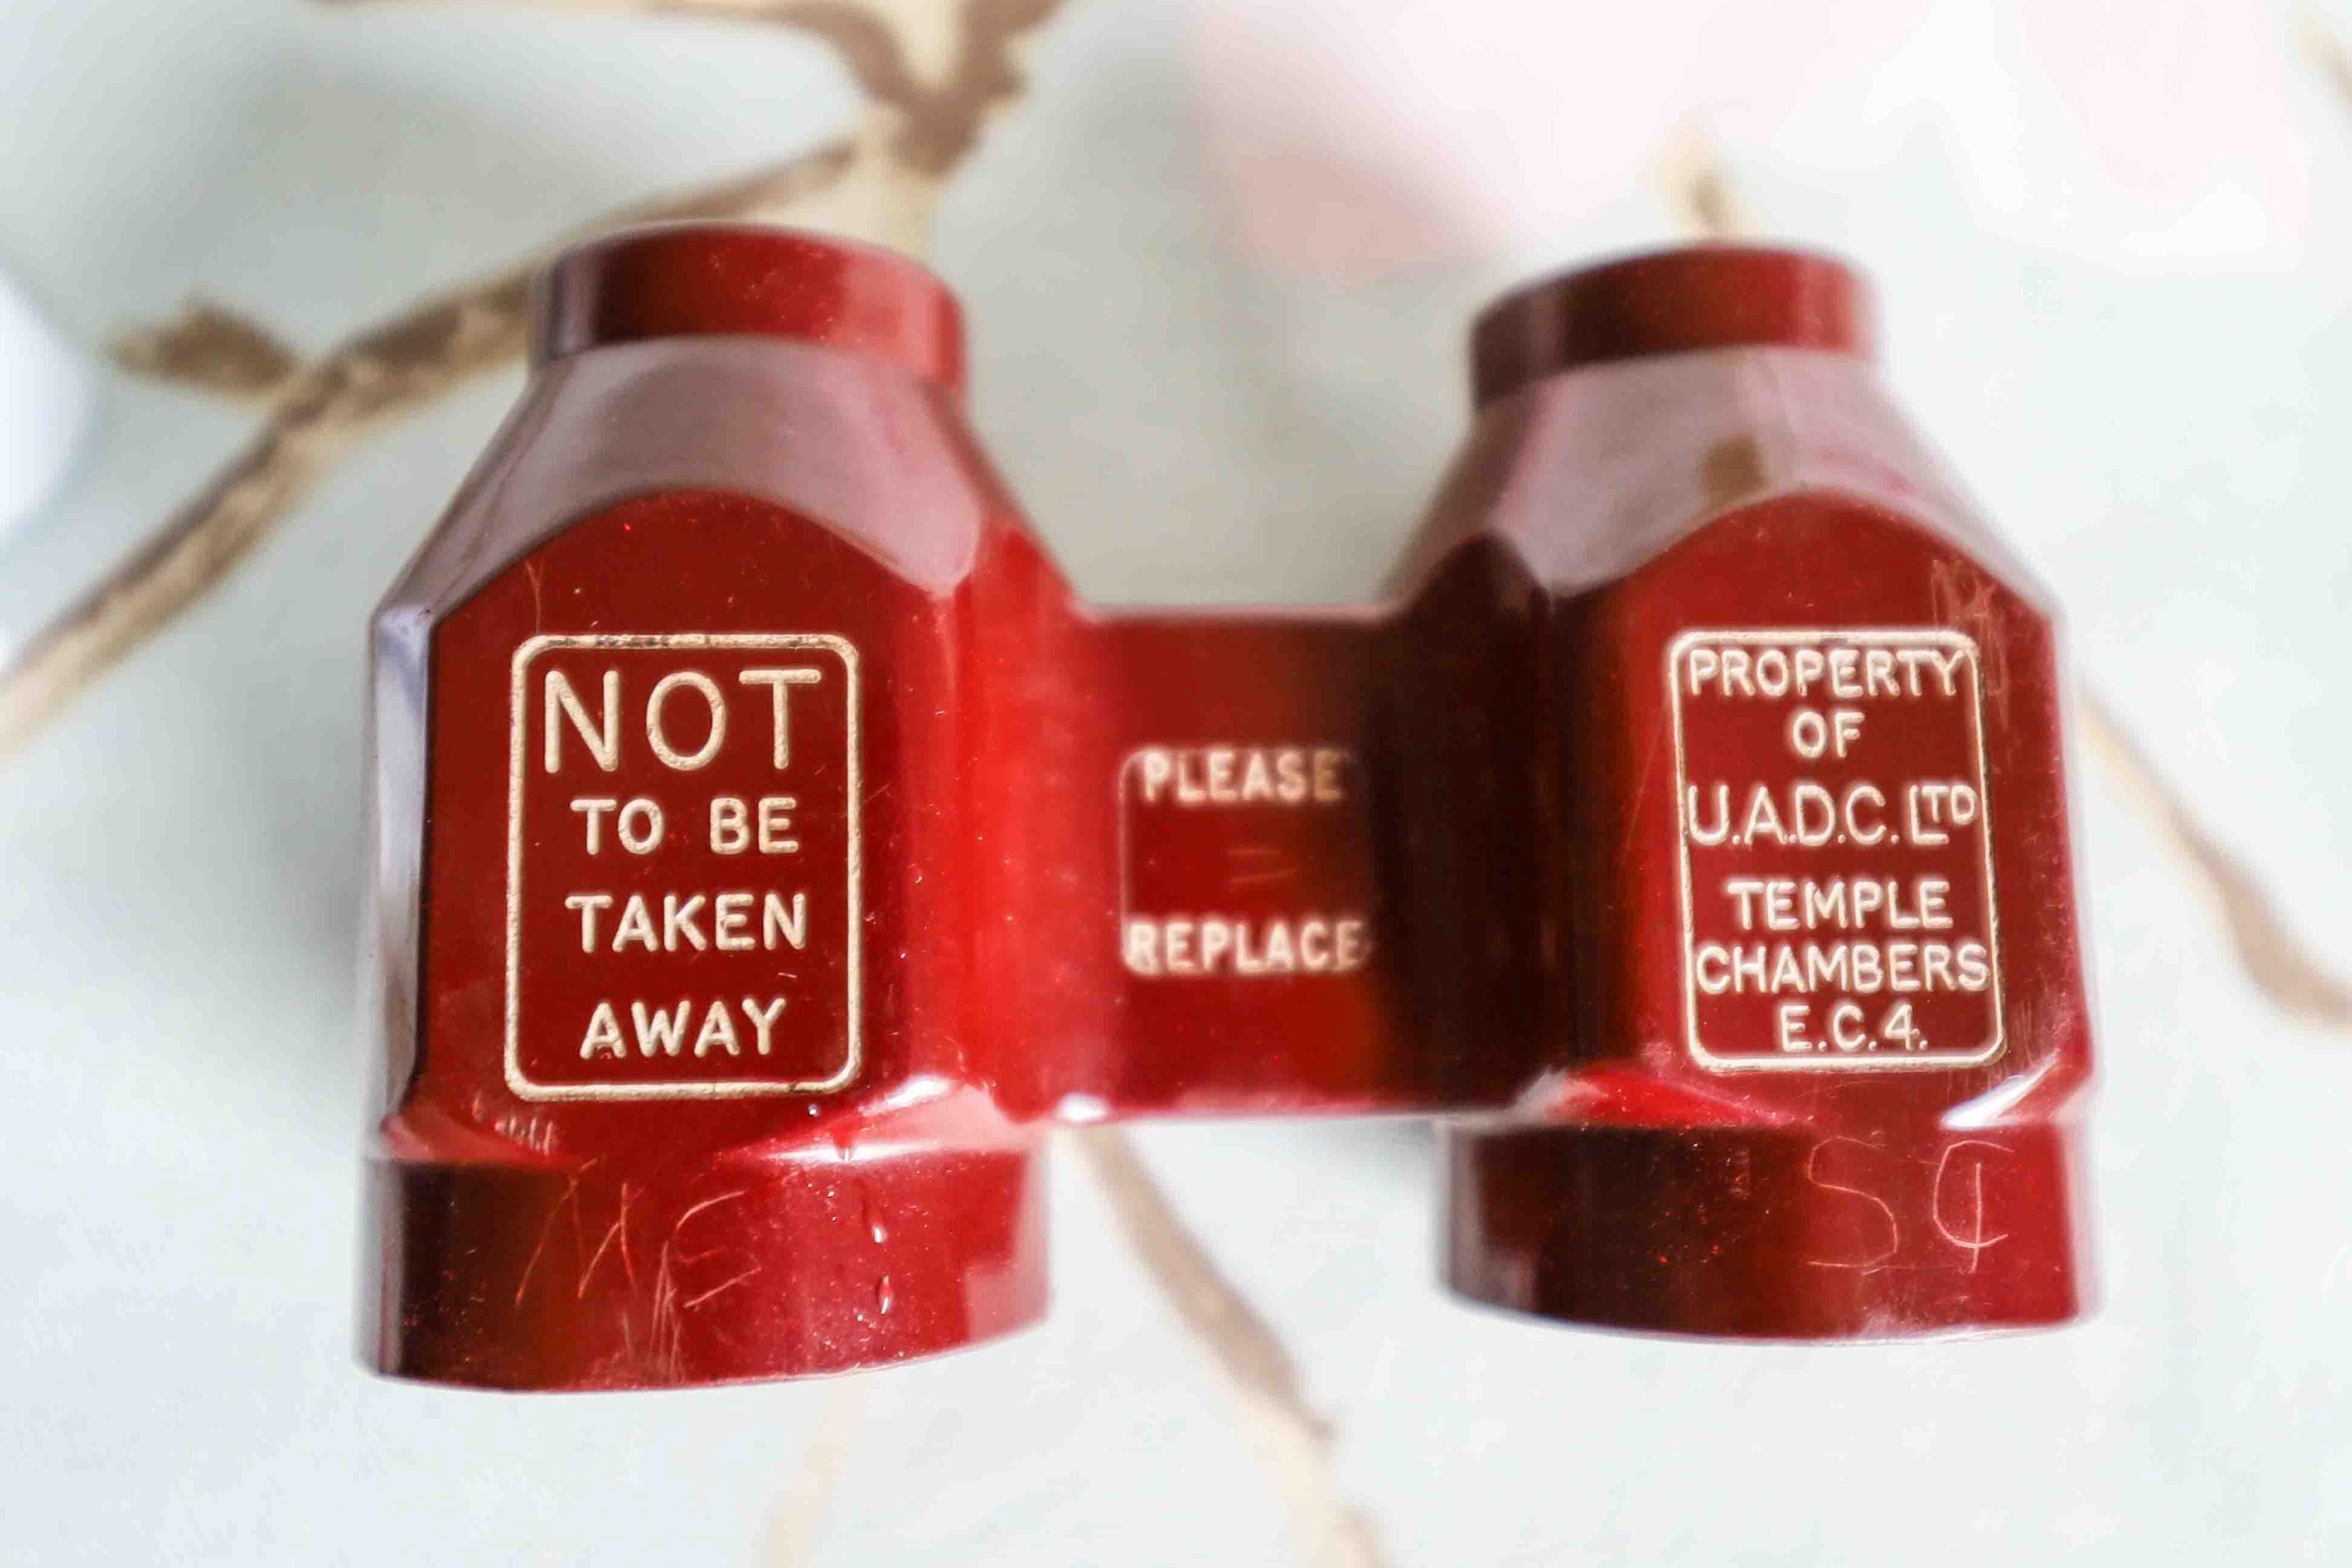 NOT
TO BE
TAKEN
AWAY
PLEASE
REPLACE
PROPERTY
OF
U.A.D.C. LTD
TEMPLE
CHAMBERS
E.C.4.